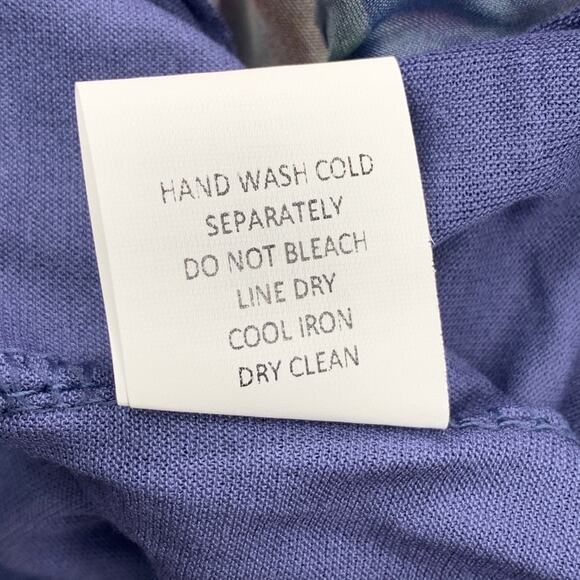 HAND WASH COLD
SEPARATELY
DO NOT BLEACH
LINE DRY
COOL IRON
DRY CLEAN